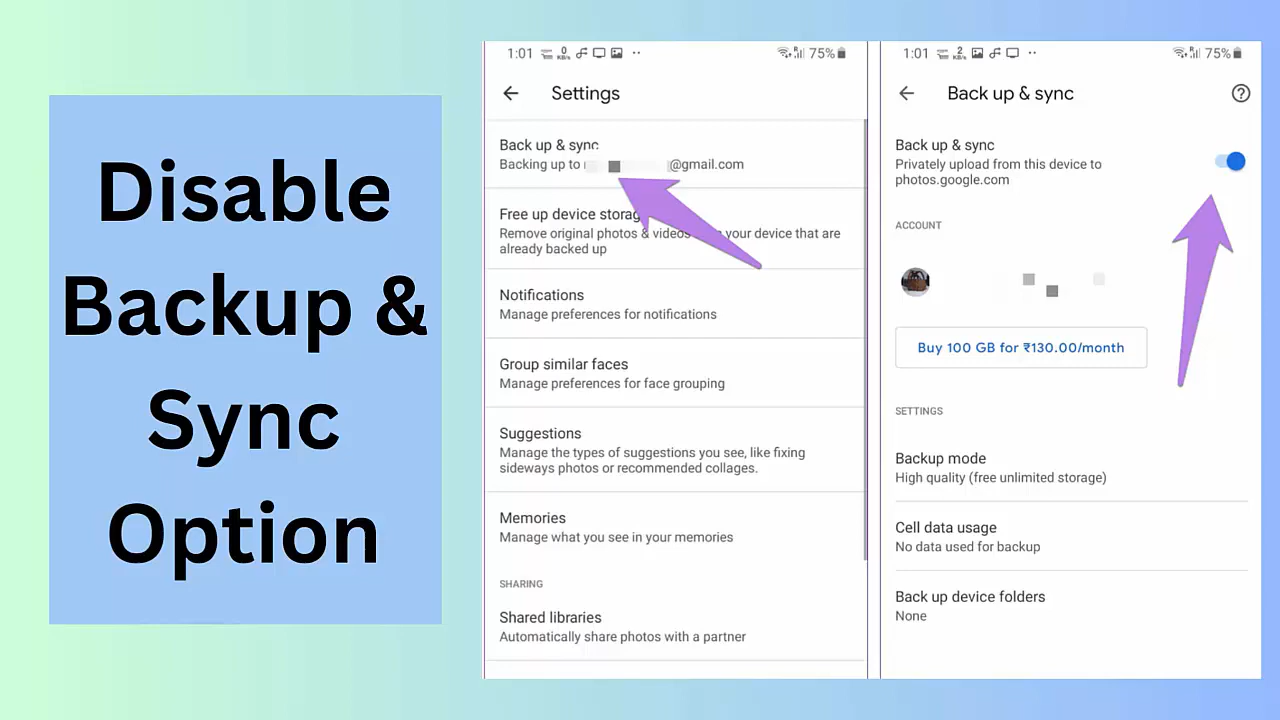 Disable
Backup &
Sync
Option
1:01
75%
Settings
Back up & sync
Backing up to @gmail.com
Free up device storag
Remove original photos & videos your device that are
already backed up
Notifications
Manage preferences for notifications
Group similar faces
Manage preferences for face grouping
Suggestions
Manage the types of suggestions you see, like fixing
sideways photos or recommended collages.
Memories
Manage what you see in your memories
SHARING
Shared libraries
Automatically share photos with a partner
1:01
75%
Back up & sync
Back up & sync
Privately upload from this device to
photos.google.com
ACCOUNT
Buy 100 GB for ₹130.00/month
SETTINGS
Backup mode
High quality (free unlimited storage)
Cell data usage
No data used for backup
Back up device folders
None